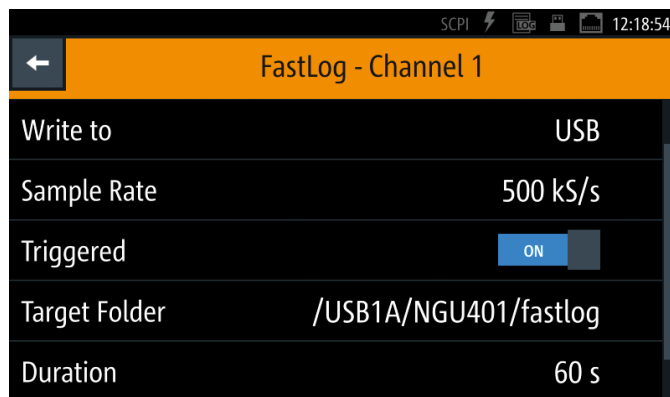 SCPI LOG 12:18:54
FastLog - Channel 1
Write to USB
Sample Rate 500 kS/s
Triggered ON
Target Folder /USB1A/NGU401/fastlog
Duration 60 s